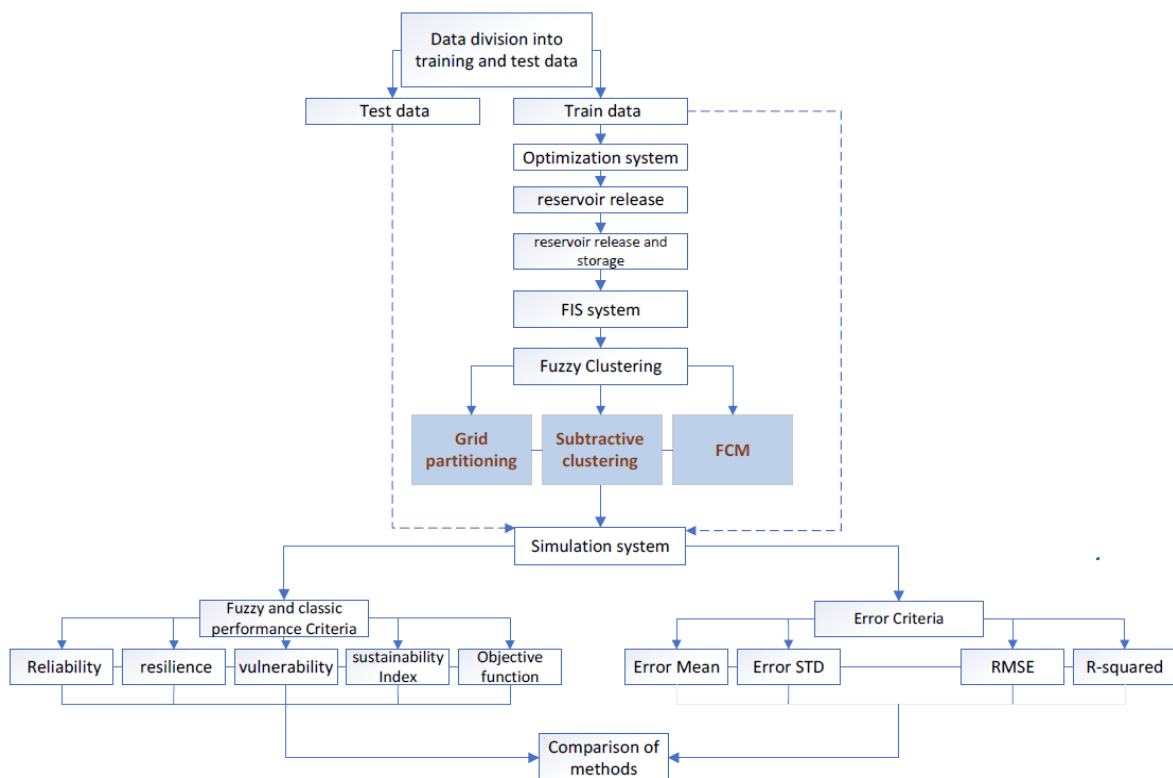 Data division into
training and test data
Test data
Train data
Optimization system
reservoir release
reservoir release and
storage
FIS system
Fuzzy Clustering
Grid
partitioning
Subtractive
clustering
FCM
Simulation system
Fuzzy and classic
performance Criteria
Error Criteria
Reliability
resilience
vulnerability
sustainability
Index
Objective
function
Error Mean
Error STD
RMSE
R-squared
Comparison of
methods